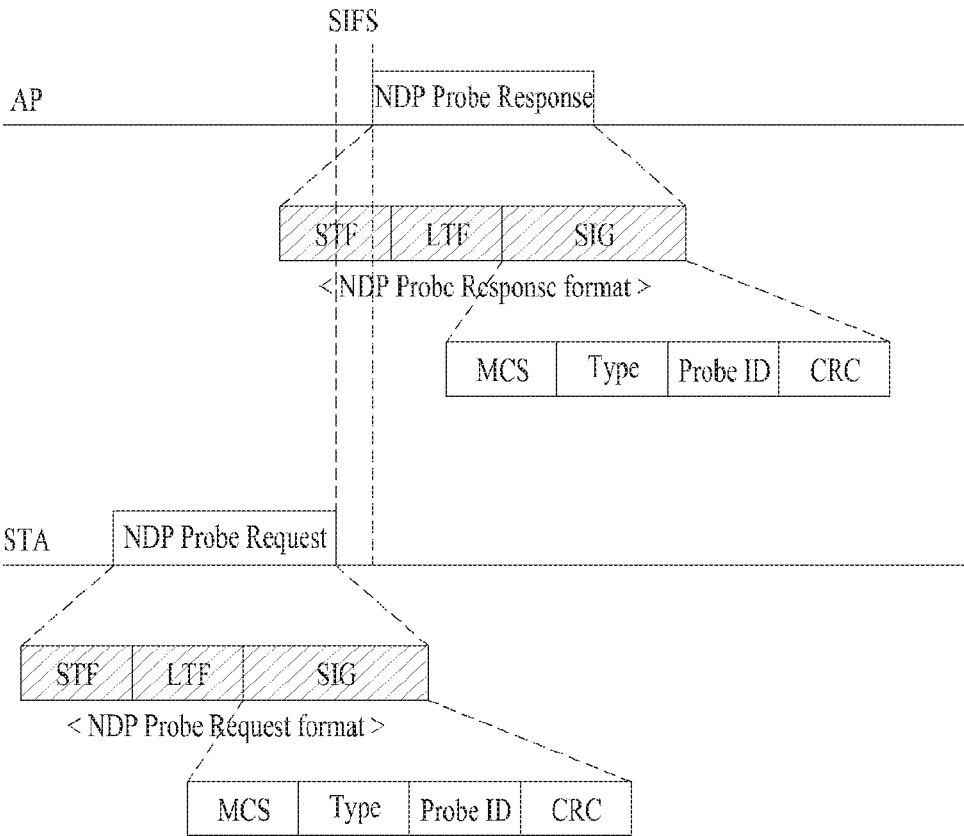 SIFS
AP
NDP Probe Response
STF LTF SIG
< NDP Probe Response format >
MCS Type Probe ID CRC
STA
NDP Probe Request
STF LTF SIG
< NDP Probe Request format >
MCS Type Probe ID CRC